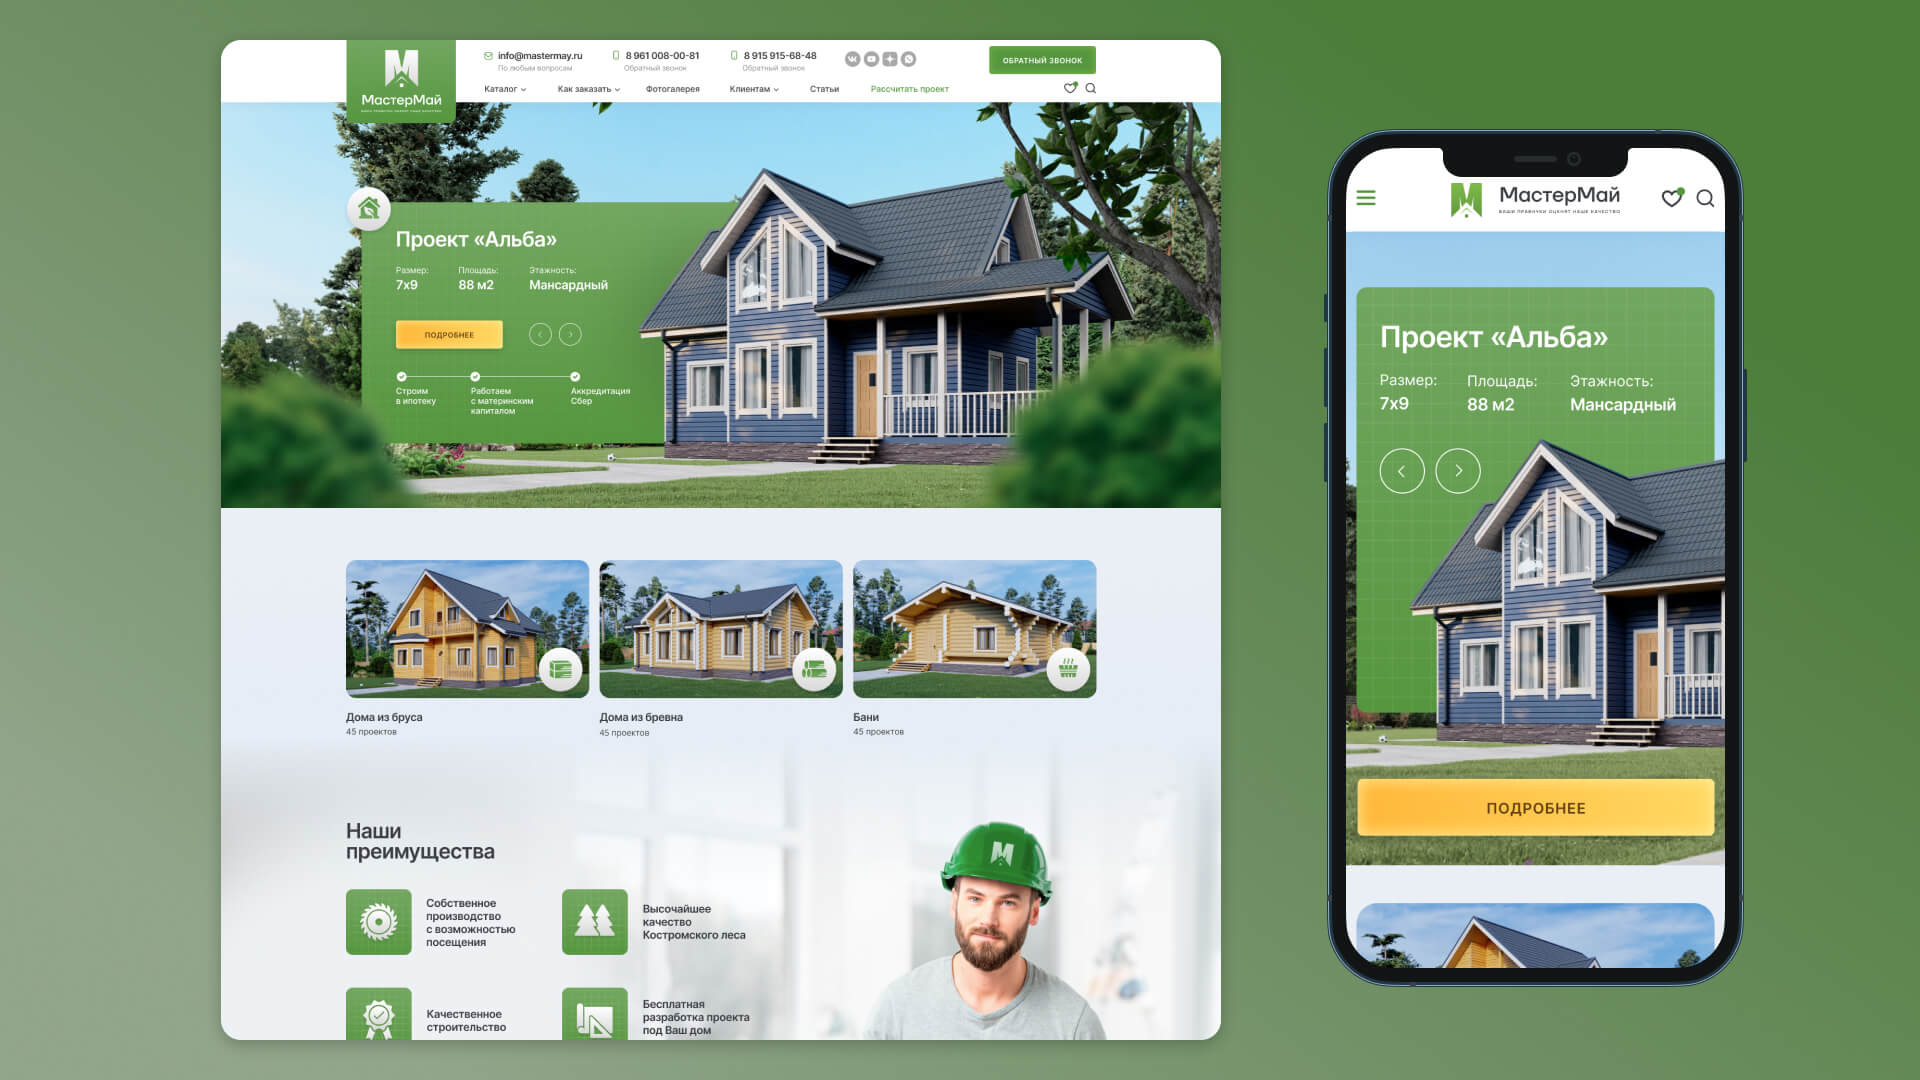 МастерМай
info@mastermay.ru
По любым вопросам
8 961 008-00-81
Обратный звонок
8 915 915-68-48
Обратный звонок
ОБРАТНЫЙ ЗВОНОК
Каталог
Как заказать
Фотогалерея
Клиентам
Статьи
Рассчитать проект
Проект «Альба»
Размер:
7x9
Площадь:
88 м2
Этажность:
Мансардный
ПОДРОБНЕЕ
Строим
в ипотеку
Работаем
с материнским
капиталом
Аккредитация
Сбер
Дома из бруса
45 проектов
Дома из бревна
45 проектов
Бани
45 проектов
Наши
преимущества
Собственное
производство
с возможностью
посещения
Высочайшее
качество
Костромского леса
Качественное
строительство
Бесплатная
разработка проекта
под Ваш дом
МастерМай
ВАШИ ПРАВНУКИ ОЦЕНЯТ НАШЕ КАЧЕСТВО
Проект «Альба»
Размер:
7x9
Площадь:
88 м2
Этажность:
Мансардный
ПОДРОБНЕЕ